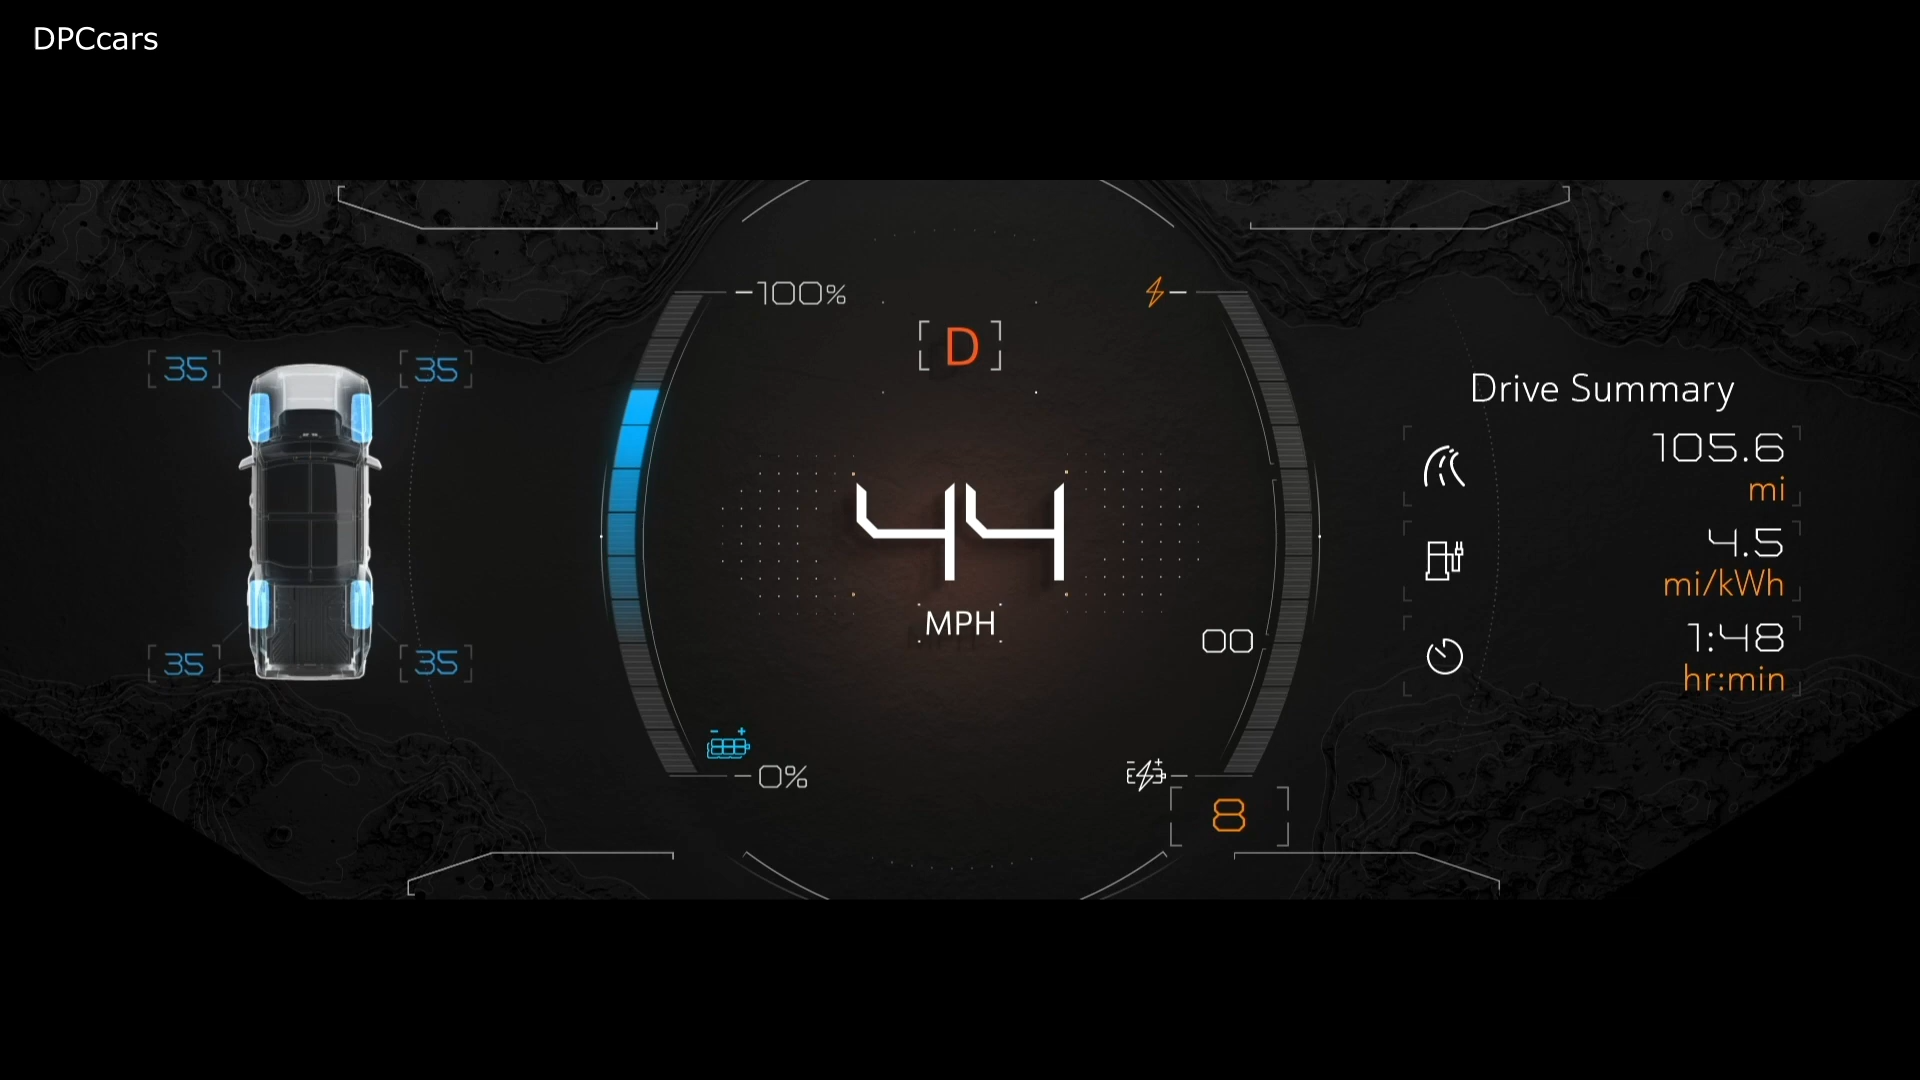 DPCcars
100%
D
35
35
Drive Summary
105.6
mi
44
4.5
mi/kWh
MPH
00
1:48
hr:min
35
35
- +
0%
8